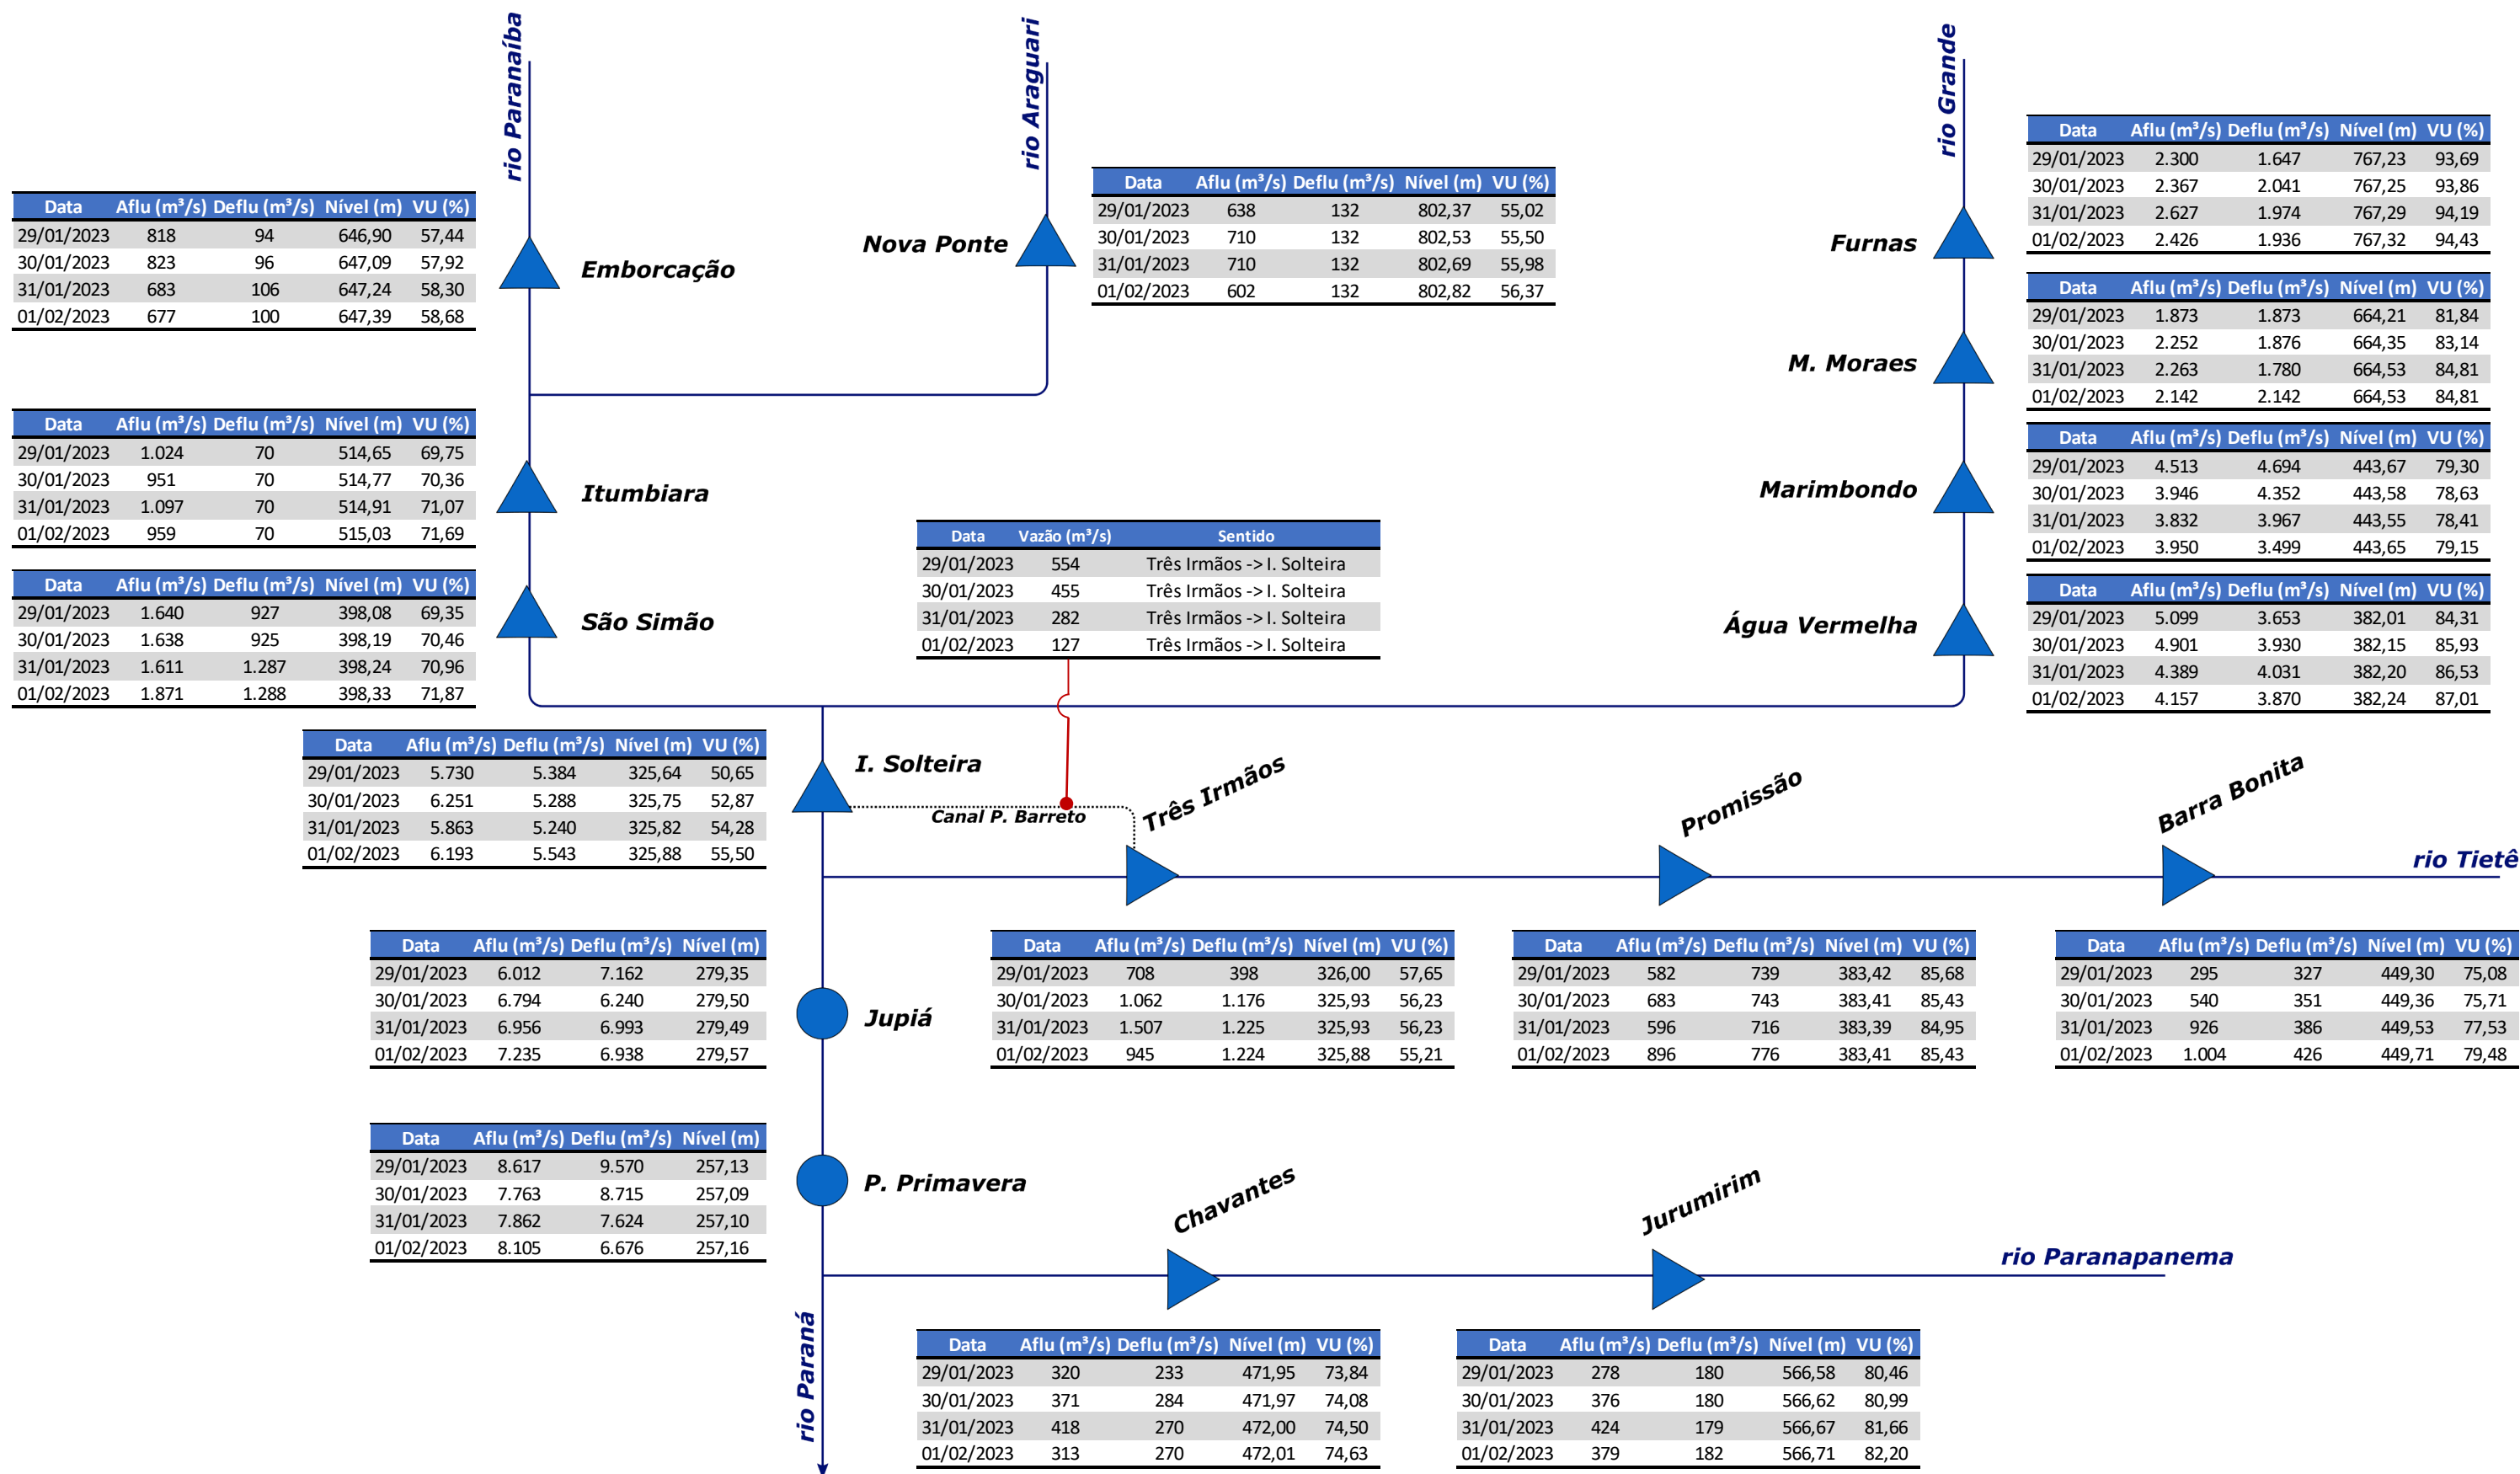 rio Paranaíba
rio Araguari
rio Grande
Data Aflu (m³/s) Deflu (m³/s) Nível (m) VU (%)
29/01/2023 2.300 1.647 767,23 93,69
30/01/2023 2.367 2.041 767,25 93,86
31/01/2023 2.627 1.974 767,29 94,19
01/02/2023 2.426 1.936 767,32 94,43
Furnas
Data Aflu (m³/s) Deflu (m³/s) Nível (m) VU (%)
29/01/2023 638 132 802,37 55,02
30/01/2023 710 132 802,53 55,50
31/01/2023 710 132 802,69 55,98
01/02/2023 602 132 802,82 56,37
Nova Ponte
Data Aflu (m³/s) Deflu (m³/s) Nível (m) VU (%)
29/01/2023 818 94 646,90 57,44
30/01/2023 823 96 647,09 57,92
31/01/2023 683 106 647,24 58,30
01/02/2023 677 100 647,39 58,68
Emborcação
Data Aflu (m³/s) Deflu (m³/s) Nível (m) VU (%)
29/01/2023 1.873 1.873 664,21 81,84
30/01/2023 2.252 1.876 664,35 83,14
31/01/2023 2.263 1.780 664,53 84,81
01/02/2023 2.142 2.142 664,53 84,81
M. Moraes
Data Aflu (m³/s) Deflu (m³/s) Nível (m) VU (%)
29/01/2023 1.024 70 514,65 69,75
30/01/2023 951 70 514,77 70,36
31/01/2023 1.097 70 514,91 71,07
01/02/2023 959 70 515,03 71,69
Itumbiara
Data Aflu (m³/s) Deflu (m³/s) Nível (m) VU (%)
29/01/2023 4.513 4.694 443,67 79,30
30/01/2023 3.946 4.352 443,58 78,63
31/01/2023 3.832 3.967 443,55 78,41
01/02/2023 3.950 3.499 443,65 79,15
Marimbondo
Data Vazão (m³/s) Sentido
29/01/2023 554 Três Irmãos -> I. Solteira
30/01/2023 455 Três Irmãos -> I. Solteira
31/01/2023 282 Três Irmãos -> I. Solteira
01/02/2023 127 Três Irmãos -> I. Solteira
Data Aflu (m³/s) Deflu (m³/s) Nível (m) VU (%)
29/01/2023 1.640 927 398,08 69,35
30/01/2023 1.638 925 398,19 70,46
31/01/2023 1.611 1.287 398,24 70,96
01/02/2023 1.871 1.288 398,33 71,87
São Simão
Data Aflu (m³/s) Deflu (m³/s) Nível (m) VU (%)
29/01/2023 5.099 3.653 382,01 84,31
30/01/2023 4.901 3.930 382,15 85,93
31/01/2023 4.389 4.031 382,20 86,53
01/02/2023 4.157 3.870 382,24 87,01
Água Vermelha
Data Aflu (m³/s) Deflu (m³/s) Nível (m) VU (%)
29/01/2023 5.730 5.384 325,64 50,65
30/01/2023 6.251 5.288 325,75 52,87
31/01/2023 5.863 5.240 325,82 54,28
01/02/2023 6.193 5.543 325,88 55,50
I. Solteira
Canal P. Barreto
Três Irmãos
Promissão
Barra Bonita
rio Tietê
Data Aflu (m³/s) Deflu (m³/s) Nível (m)
29/01/2023 6.012 7.162 279,35
30/01/2023 6.794 6.240 279,50
31/01/2023 6.956 6.993 279,49
01/02/2023 7.235 6.938 279,57
Jupiá
Data Aflu (m³/s) Deflu (m³/s) Nível (m) VU (%)
29/01/2023 708 398 326,00 57,65
30/01/2023 1.062 1.176 325,93 56,23
31/01/2023 1.507 1.225 325,93 56,23
01/02/2023 945 1.224 325,88 55,21
Data Aflu (m³/s) Deflu (m³/s) Nível (m) VU (%)
29/01/2023 582 739 383,42 85,68
30/01/2023 683 743 383,41 85,43
31/01/2023 596 716 383,39 84,95
01/02/2023 896 776 383,41 85,43
Data Aflu (m³/s) Deflu (m³/s) Nível (m) VU (%)
29/01/2023 295 327 449,30 75,08
30/01/2023 540 351 449,36 75,71
31/01/2023 926 386 449,53 77,53
01/02/2023 1.004 426 449,71 79,48
Data Aflu (m³/s) Deflu (m³/s) Nível (m)
29/01/2023 8.617 9.570 257,13
30/01/2023 7.763 8.715 257,09
31/01/2023 7.862 7.624 257,10
01/02/2023 8.105 6.676 257,16
P. Primavera
Chavantes
Jurumirim
rio Paranapanema
rio Paraná
Data Aflu (m³/s) Deflu (m³/s) Nível (m) VU (%)
29/01/2023 320 233 471,95 73,84
30/01/2023 371 284 471,97 74,08
31/01/2023 418 270 472,00 74,50
01/02/2023 313 270 472,01 74,63
Data Aflu (m³/s) Deflu (m³/s) Nível (m) VU (%)
29/01/2023 278 180 566,58 80,46
30/01/2023 376 180 566,62 80,99
31/01/2023 424 179 566,67 81,66
01/02/2023 379 182 566,71 82,20